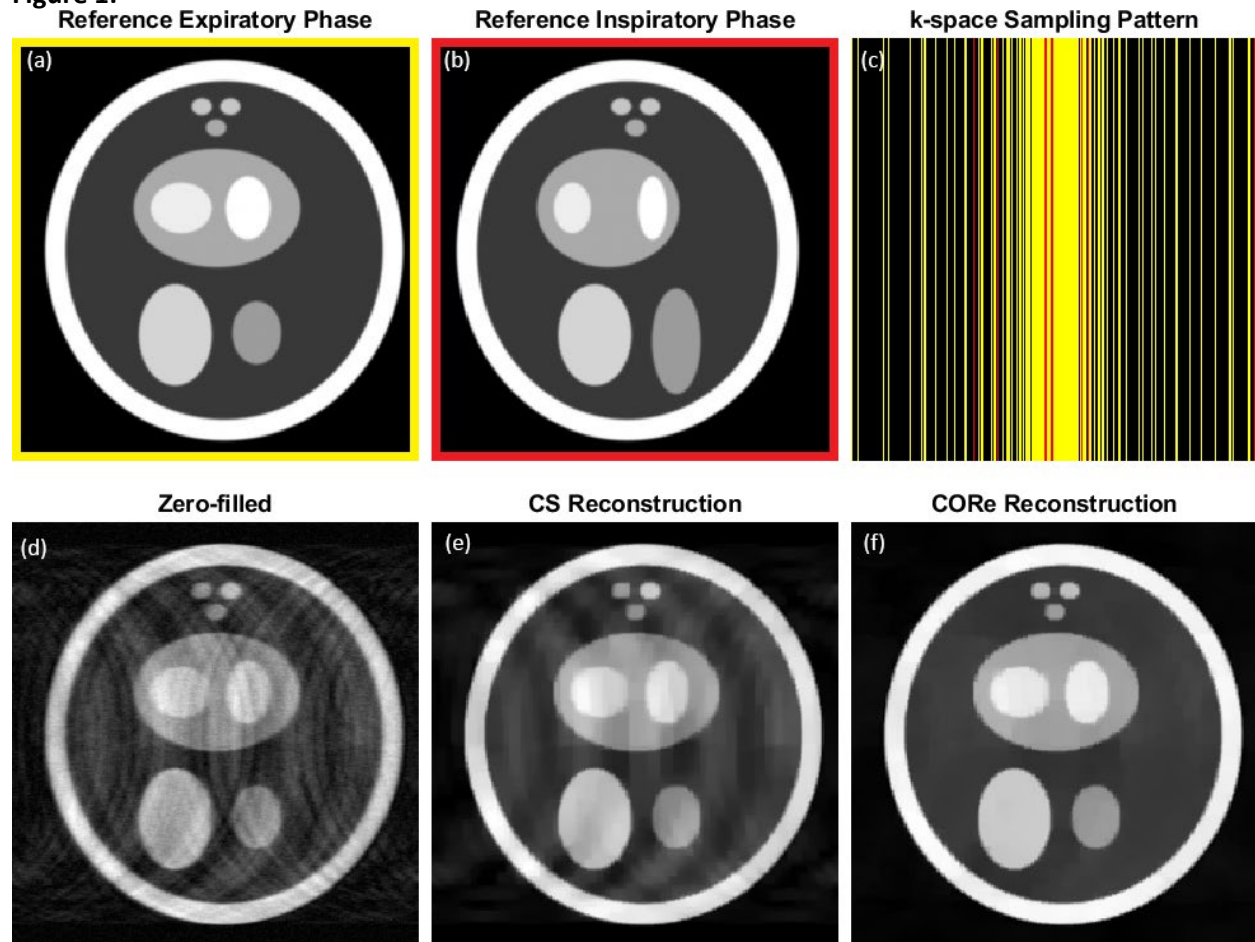 Figure 1.
Reference Expiratory Phase
Reference Inspiratory Phase
k-space Sampling Pattern
(a)
(b)
(c)
Zero-filled
CS Reconstruction
CORe Reconstruction
(d)
(e)
(f)